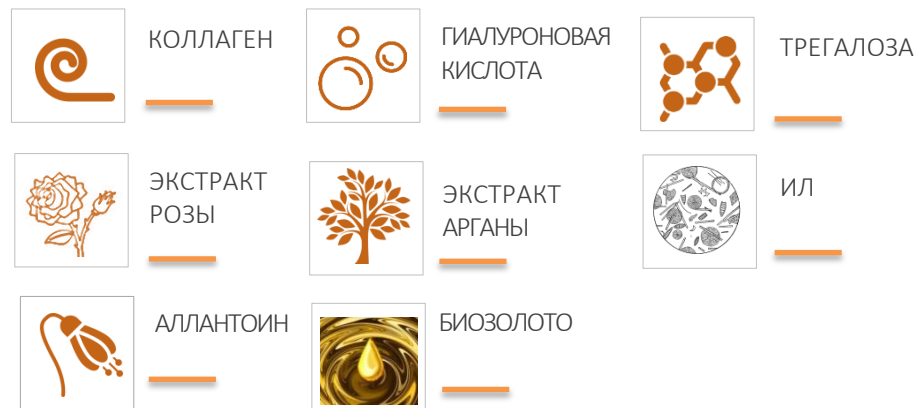 КОЛЛАГЕН
ГИАЛУРОНОВАЯ
КИСЛОТА
ТРЕГАЛОЗА
ЭКСТРАКТ
РОЗЫ
ЭКСТРАКТ
АРГАНЫ
ИЛ
АЛЛАНТОИН
БИОЗОЛОТО